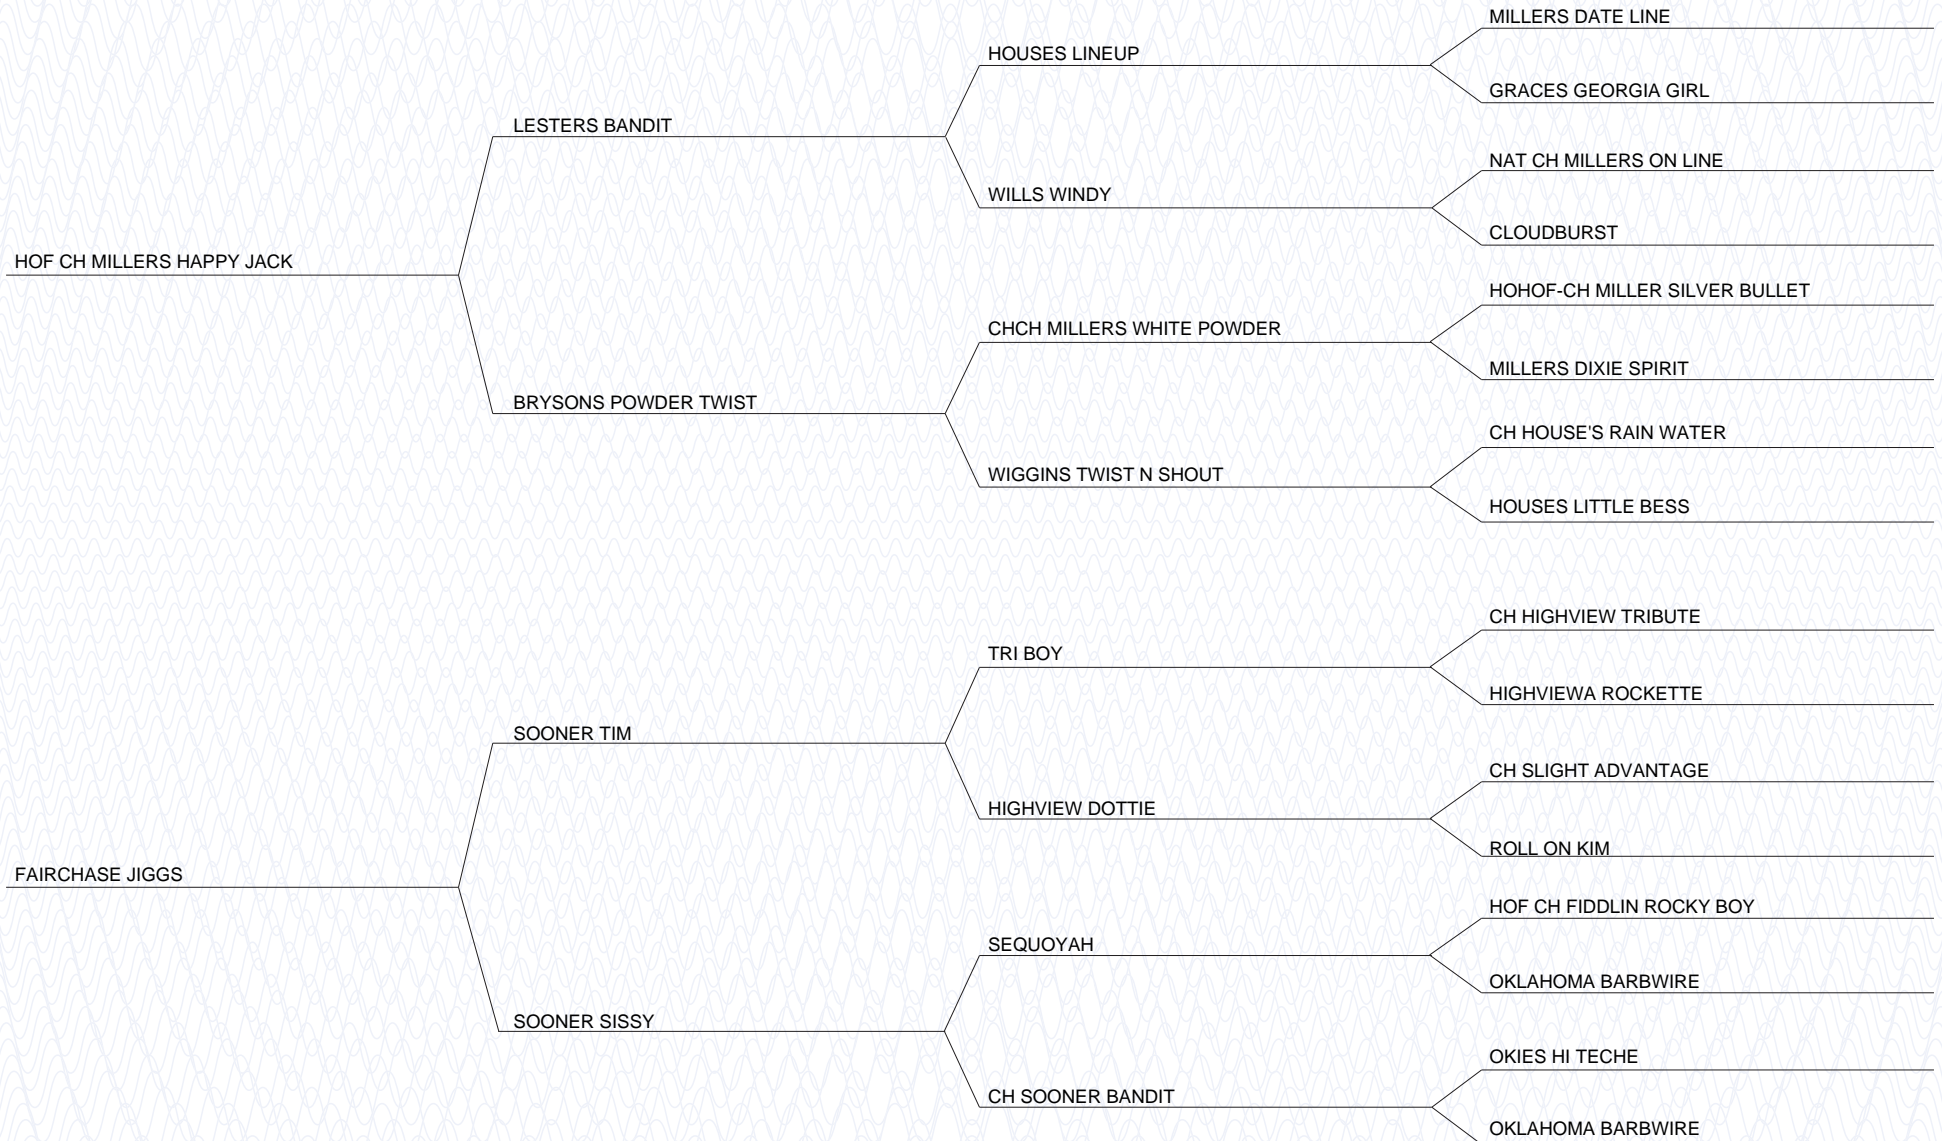 MILLERS DATE LINE
HOUSES LINEUP
GRACES GEORGIA GIRL
LESTERS BANDIT
NAT CH MILLERS ON LINE
WILLS WINDY
CLOUDBURST
HOF CH MILLERS HAPPY JACK
HOHOF-CH MILLER SILVER BULLET
CHCH MILLERS WHITE POWDER
MILLERS DIXIE SPIRIT
BRYSONS POWDER TWIST
CH HOUSE'S RAIN WATER
WIGGINS TWIST N SHOUT
HOUSES LITTLE BESS
CH HIGHVIEW TRIBUTE
TRI BOY
HIGHVIEWA ROCKETTE
SOONER TIM
CH SLIGHT ADVANTAGE
HIGHVIEW DOTTIE
ROLL ON KIM
FAIRCHASE JIGGS
HOF CH FIDDLIN ROCKY BOY
SEQUOYAH
OKLAHOMA BARBWIRE
SOONER SISSY
OKIES HI TECHE
CH SOONER BANDIT
OKLAHOMA BARBWIRE